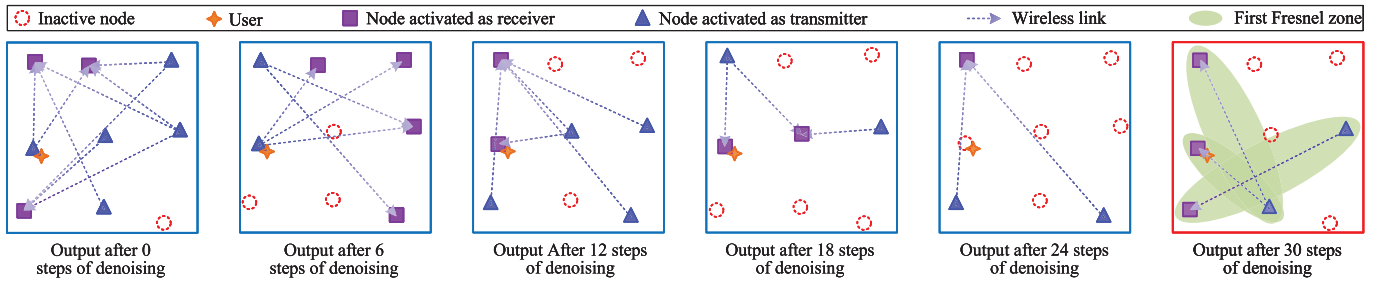 Inactive node User Node activated as receiver Node activated as transmitter Wireless link First Fresnel zone
Output after 0
steps of denoising
Output after 6
steps of denoising
Output After 12 steps
of denoising
Output after 18 steps
of denoising
Output after 24 steps
of denoising
Output after 30 steps
of denoising